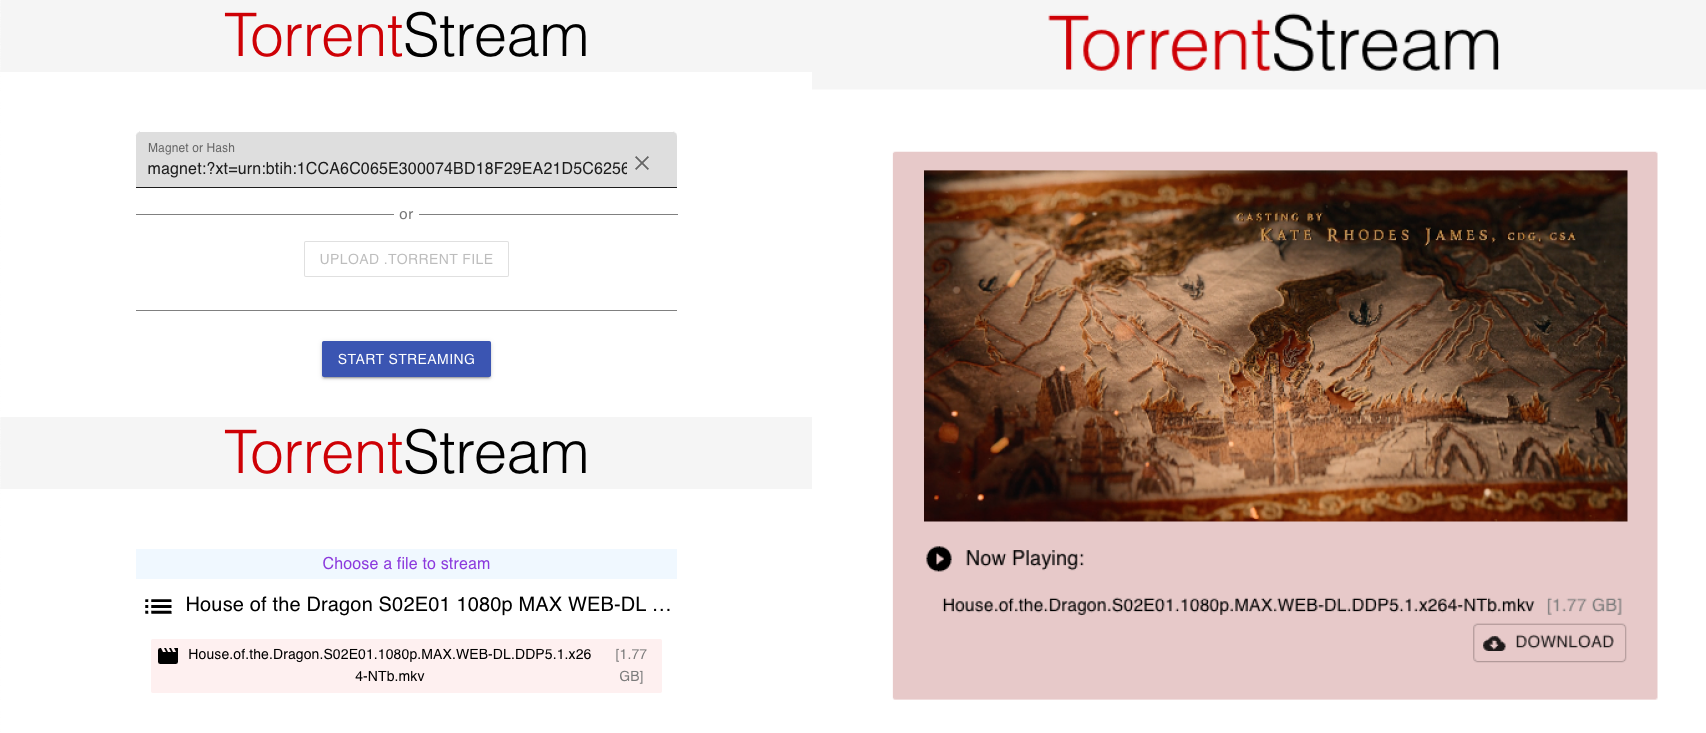 TorrentStream
Magnet or Hash
magnet:?xt=urn:btih:1CCA6C065E300074BD18F29EA21D5C6256
or
UPLOAD .TORRENT FILE
START STREAMING
TorrentStream
Choose a file to stream
House of the Dragon S02E01 1080p MAX WEB-DL ...
House.of.the.Dragon.S02E01.1080p.MAX.WEB-DL.DDP5.1.x26
4-NTb.mkv
[1.77
GB]
TorrentStream
CASTING BY
KATE RHODES JAMES, CDG, CSA
Now Playing:
House.of.the.Dragon.S02E01.1080p.MAX.WEB-DL.DDP5.1.x264-NTb.mkv [1.77 GB]
DOWNLOAD